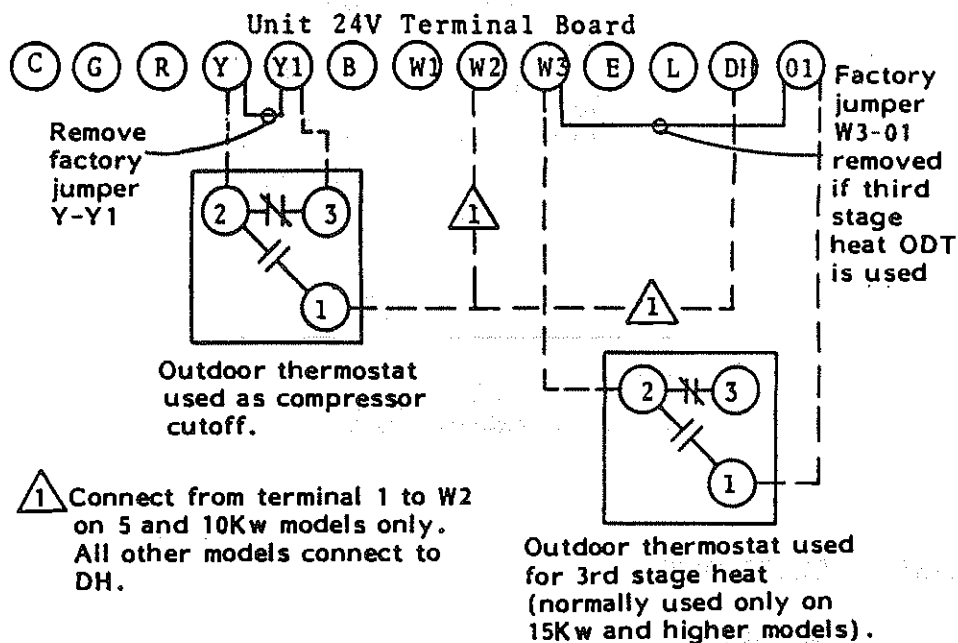 Unit 24V Terminal Board
C G R Y Y1 B W1 W2 W3 E L DH 01
Remove
factory
jumper
Y-Y1
Factory
jumper
W3-01
removed
if third
stage
heat ODT
is used
2 3
1
1
1
Outdoor thermostat
used as compressor
cutoff.
2 3
1
1 Connect from terminal 1 to W2
on 5 and 10Kw models only.
All other models connect to
DH.
Outdoor thermostat used
for 3rd stage heat
(normally used only on
15Kw and higher models).